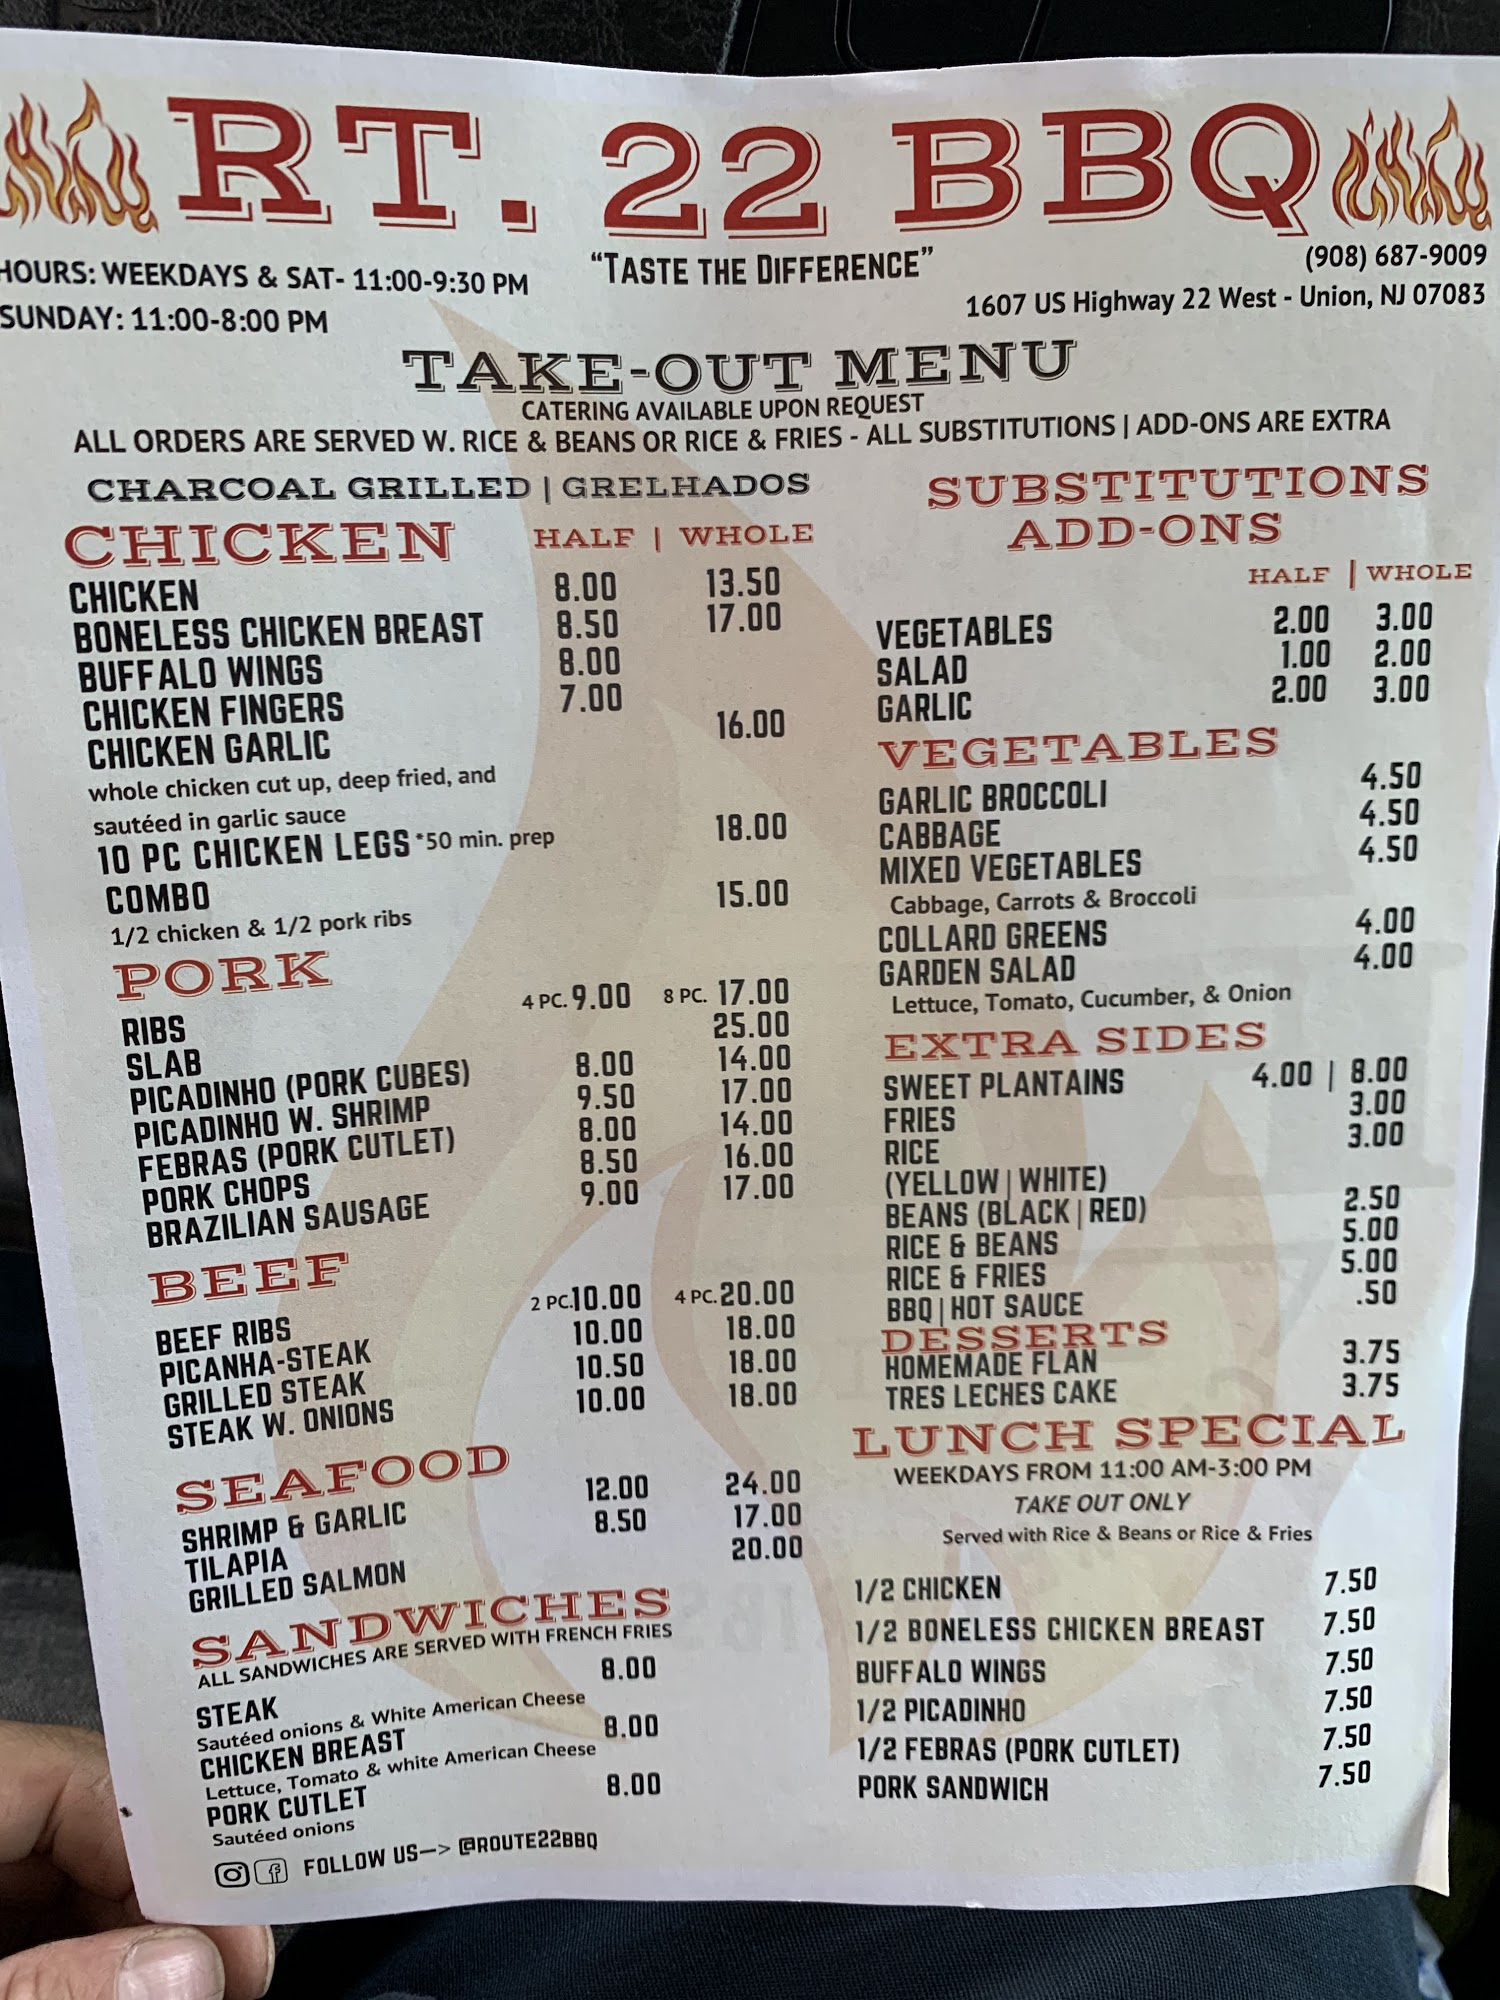 RT. 22 BBQ
HOURS: WEEKDAYS & SAT- 11:00-9:30 PM
SUNDAY: 11:00-8:00 PM
"TASTE THE DIFFERENCE"
(908) 687-9009
1607 US Highway 22 West - Union, NJ 07083
TAKE-OUT MENU
CATERING AVAILABLE UPON REQUEST
ALL ORDERS ARE SERVED W. RICE & BEANS OR RICE & FRIES - ALL SUBSTITUTIONS | ADD-ONS ARE EXTRA
CHARCOAL GRILLED | GRELHADOS
CHICKEN HALF | WHOLE
CHICKEN 8.00 13.50
BONELESS CHICKEN BREAST 8.50 17.00
BUFFALO WINGS 8.00
CHICKEN FINGERS 7.00
CHICKEN GARLIC 16.00
whole chicken cut up, deep fried, and
sautéed in garlic sauce
10 PC CHICKEN LEGS *50 min. prep 18.00
COMBO 15.00
1/2 chicken & 1/2 pork ribs
PORK
RIBS 4 PC. 9.00 8 PC. 17.00
SLAB 25.00
PICADINHO (PORK CUBES) 8.00 14.00
PICADINHO W. SHRIMP 9.50 17.00
FEBRAS (PORK CUTLET) 8.00 14.00
PORK CHOPS 8.50 16.00
BRAZILIAN SAUSAGE 9.00 17.00
BEEF
BEEF RIBS 2 PC. 10.00 4 PC. 20.00
PICANHA-STEAK 10.00 18.00
GRILLED STEAK 10.50 18.00
STEAK W. ONIONS 10.00 18.00
SEAFOOD
SHRIMP & GARLIC 12.00 24.00
TILAPIA 8.50 17.00
GRILLED SALMON 20.00
SANDWICHES
ALL SANDWICHES ARE SERVED WITH FRENCH FRIES
STEAK 8.00
Sautéed onions & White American Cheese
CHICKEN BREAST 8.00
Lettuce, Tomato & white American Cheese
PORK CUTLET 8.00
Sautéed onions
FOLLOW US—> @ROUTE22BBQ
SUBSTITUTIONS
ADD-ONS
HALF | WHOLE
VEGETABLES 2.00 3.00
SALAD 1.00 2.00
GARLIC 2.00 3.00
VEGETABLES
GARLIC BROCCOLI 4.50
CABBAGE 4.50
MIXED VEGETABLES 4.50
Cabbage, Carrots & Broccoli
COLLARD GREENS 4.00
GARDEN SALAD 4.00
Lettuce, Tomato, Cucumber, & Onion
EXTRA SIDES
SWEET PLANTAINS 4.00 | 8.00
FRIES 3.00
RICE 3.00
(YELLOW | WHITE)
BEANS (BLACK | RED) 2.50
RICE & BEANS 5.00
RICE & FRIES 5.00
BBQ | HOT SAUCE .50
DESSERTS
HOMEMADE FLAN 3.75
TRES LECHES CAKE 3.75
LUNCH SPECIAL
WEEKDAYS FROM 11:00 AM-3:00 PM
TAKE OUT ONLY
Served with Rice & Beans or Rice & Fries
1/2 CHICKEN 7.50
1/2 BONELESS CHICKEN BREAST 7.50
BUFFALO WINGS 7.50
1/2 PICADINHO 7.50
1/2 FEBRAS (PORK CUTLET) 7.50
PORK SANDWICH 7.50